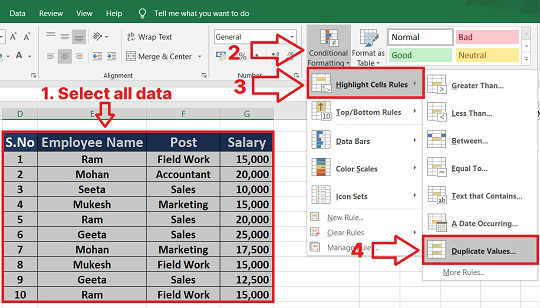 Data Review View Help Tell me what you want to do
A A Wrap Text General
Merge & Center $ % 
Alignment Number
Conditional Formatting Format as Table
Normal Bad
Good Neutral
1. Select all data
2
3
4
Highlight Cells Rules
Top/Bottom Rules
Data Bars
Color Scales
Icon Sets
New Rule...
Clear Rules
Manage Rules...
Greater Than...
Less Than...
Between...
Equal To...
Text that Contains...
A Date Occurring...
Duplicate Values...
More Rules...
D E F G
S.No Employee Name Post Salary
1 Ram Field Work 15,000
2 Mohan Accountant 20,000
3 Seeta Sales 10,000
4 Mukesh Marketing 15,000
5 Ram Sales 20,000
6 Geeta Sales 25,000
7 Mohan Marketing 17,500
8 Mukesh Field Work 15,000
9 Geeta Sales 12,500
10 Ram Field Work 15,000